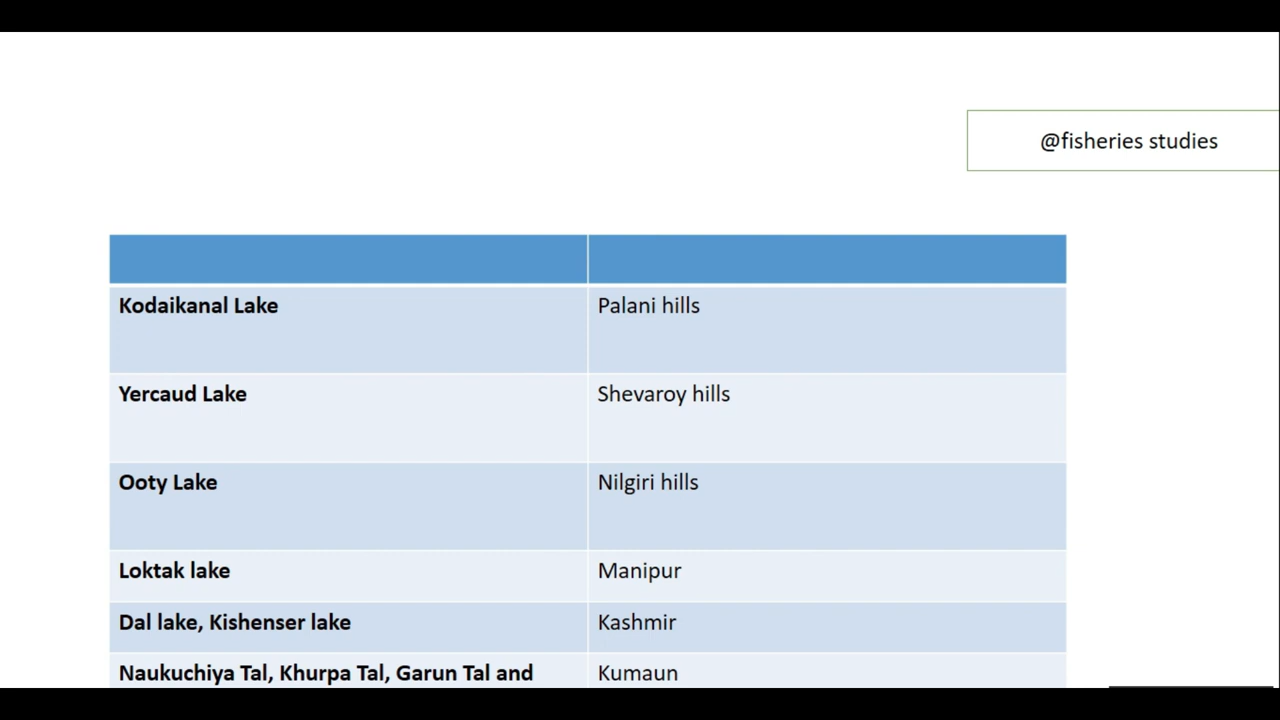 @fisheries studies
Kodaikanal Lake Palani hills
Yercaud Lake Shevaroy hills
Ooty Lake Nilgiri hills
Loktak lake Manipur
Dal lake, Kishenser lake Kashmir
Naukuchiya Tal, Khurpa Tal, Garun Tal and Kumaun